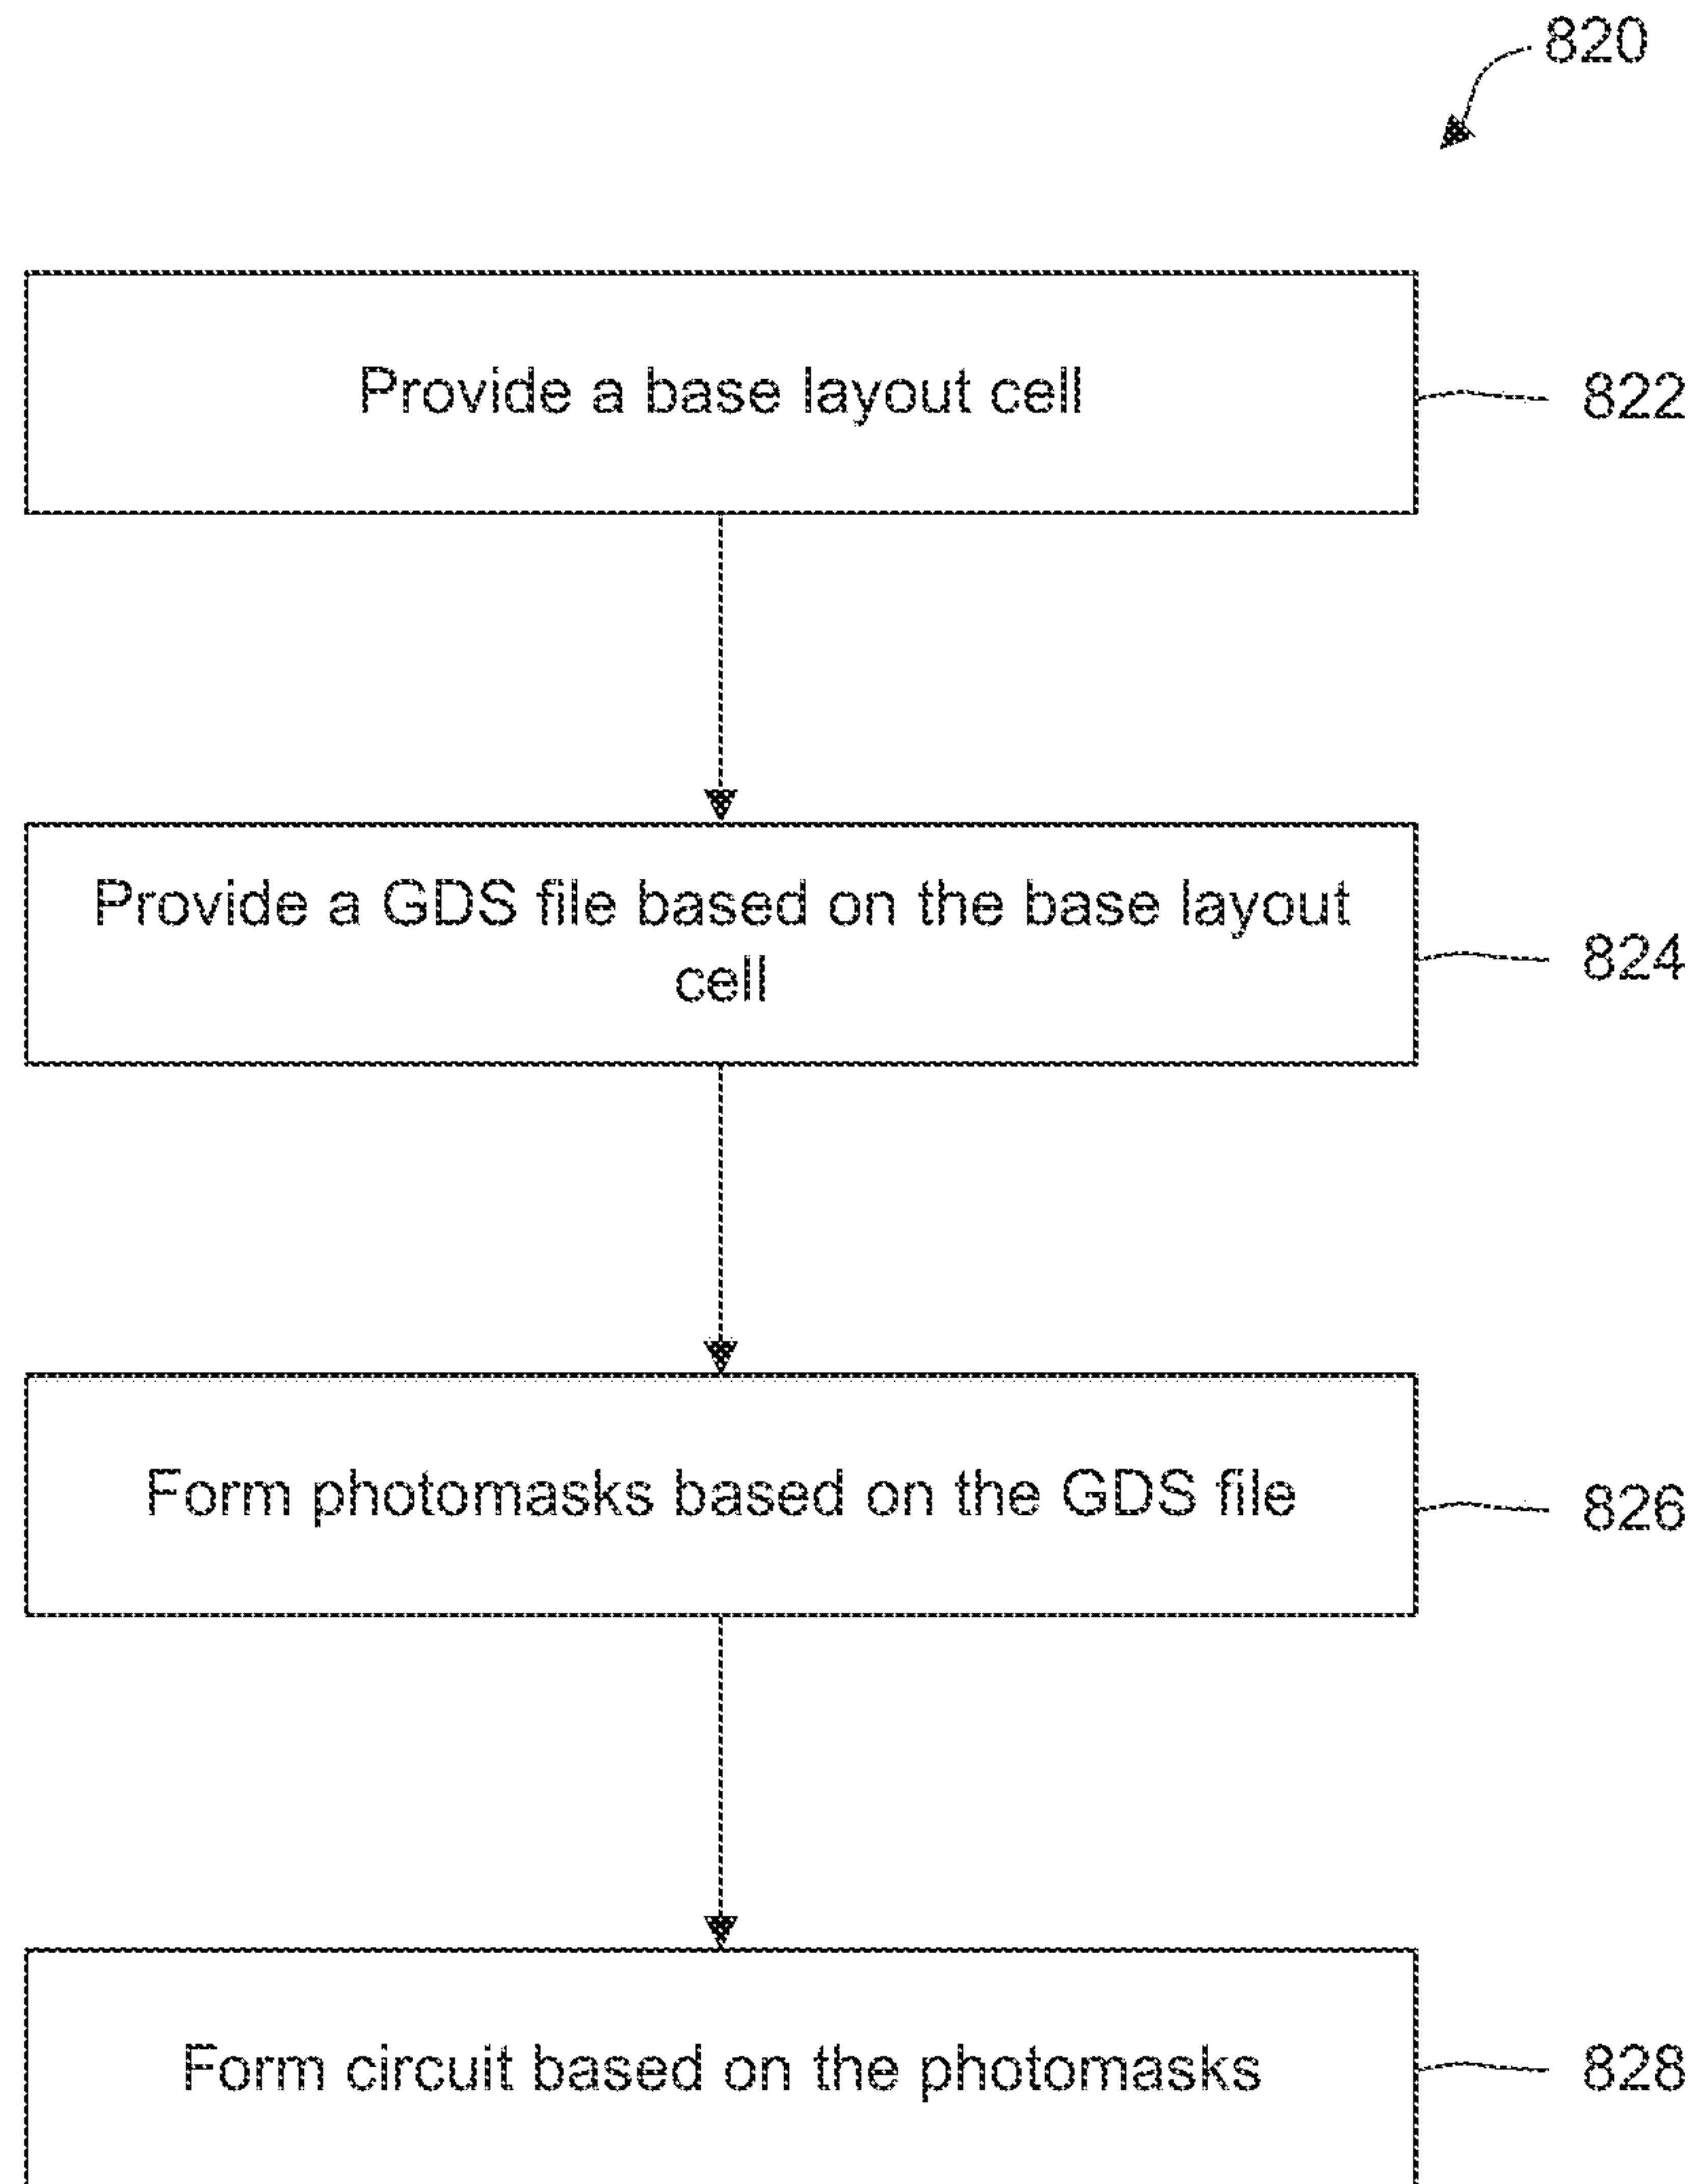 820
Provide a base layout cell
822
Provide a GDS file based on the base layout
cell
824
Form photomasks based on the GDS file
826
Form circuit based on the photomasks
828